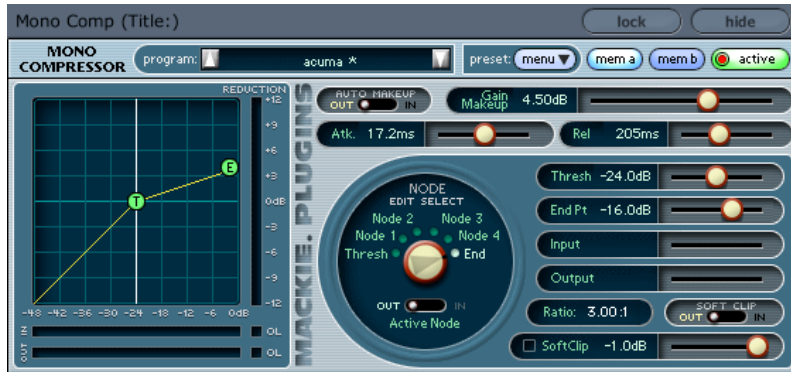 Mono Comp (Title:)
lock
hide
MONO
COMPRESSOR
program:
acuma *
preset:
menu
mem a
mem b
active
REDUCTION
+12
+9
+6
+3
0dB
-3
-6
-9
-12
E
T
-48 -42 -36 -30 -24 -18 -12 -6 0dB
IN
OL
OUT
OL
MACKIE. PLUGINS
AUTO MAKEUP
OUT IN
Gain
Makeup 4.50dB
Atk. 17.2ms
Rel 205ms
NODE
EDIT SELECT
Node 2 Node 3
Node 1 Node 4
Thresh End
OUT IN
Active Node
Thresh -24.0dB
End Pt -16.0dB
Input
Output
Ratio: 3.00:1
SOFT CLIP
OUT IN
SoftClip -1.0dB